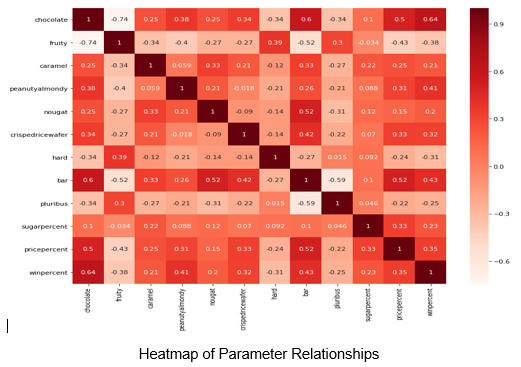 chocolate 1 -0.74 0.25 0.38 0.25 0.34 -0.34 0.6 -0.34 0.1 0.5 0.64
fruity -0.74 1 -0.34 -0.4 -0.27 -0.27 0.39 -0.52 0.3 -0.034 -0.43 -0.38
caramel 0.25 -0.34 1 0.059 0.33 0.21 -0.12 0.33 -0.27 0.22 0.25 0.21
peanutyalmondy 0.38 -0.4 0.059 1 0.21 -0.018 -0.21 0.26 -0.21 0.088 0.31 0.41
nougat 0.25 -0.27 0.33 0.21 1 -0.09 -0.14 0.52 -0.31 0.12 0.15 0.2
crispedricewafer 0.34 -0.27 0.21 -0.018 -0.09 1 -0.14 0.42 -0.22 0.07 0.33 0.32
hard -0.34 0.39 -0.12 -0.21 -0.14 -0.14 1 -0.27 0.015 0.092 -0.24 -0.31
bar 0.6 -0.52 0.33 0.26 0.52 0.42 -0.27 1 -0.59 0.1 0.52 0.43
pluribus -0.34 0.3 -0.27 -0.21 -0.31 -0.22 0.015 -0.59 1 0.046 -0.22 -0.25
sugarpercent 0.1 -0.034 0.22 0.088 0.12 0.07 0.092 0.1 0.046 1 0.33 0.23
pricepercent 0.5 -0.43 0.25 0.31 0.15 0.33 -0.24 0.52 -0.22 0.33 1 0.35
winpercent 0.64 -0.38 0.21 0.41 0.2 0.32 -0.31 0.43 -0.25 0.23 0.35 1
chocolate fruity caramel peanutyalmondy nougat crispedricewafer hard bar pluribus sugarpercent pricepercent winpercent
0.9
0.6
0.3
0.0
-0.3
-0.6
Heatmap of Parameter Relationships